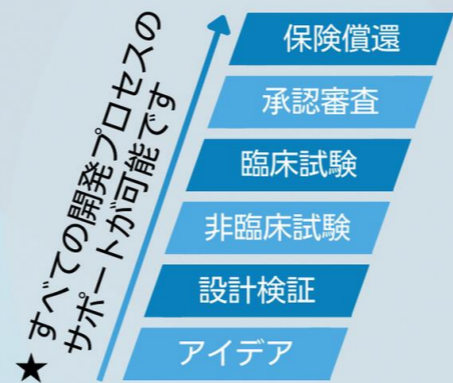 ★ すべての開発プロセスの
サポートが可能です
保険償還
承認審査
臨床試験
非臨床試験
設計検証
アイデア